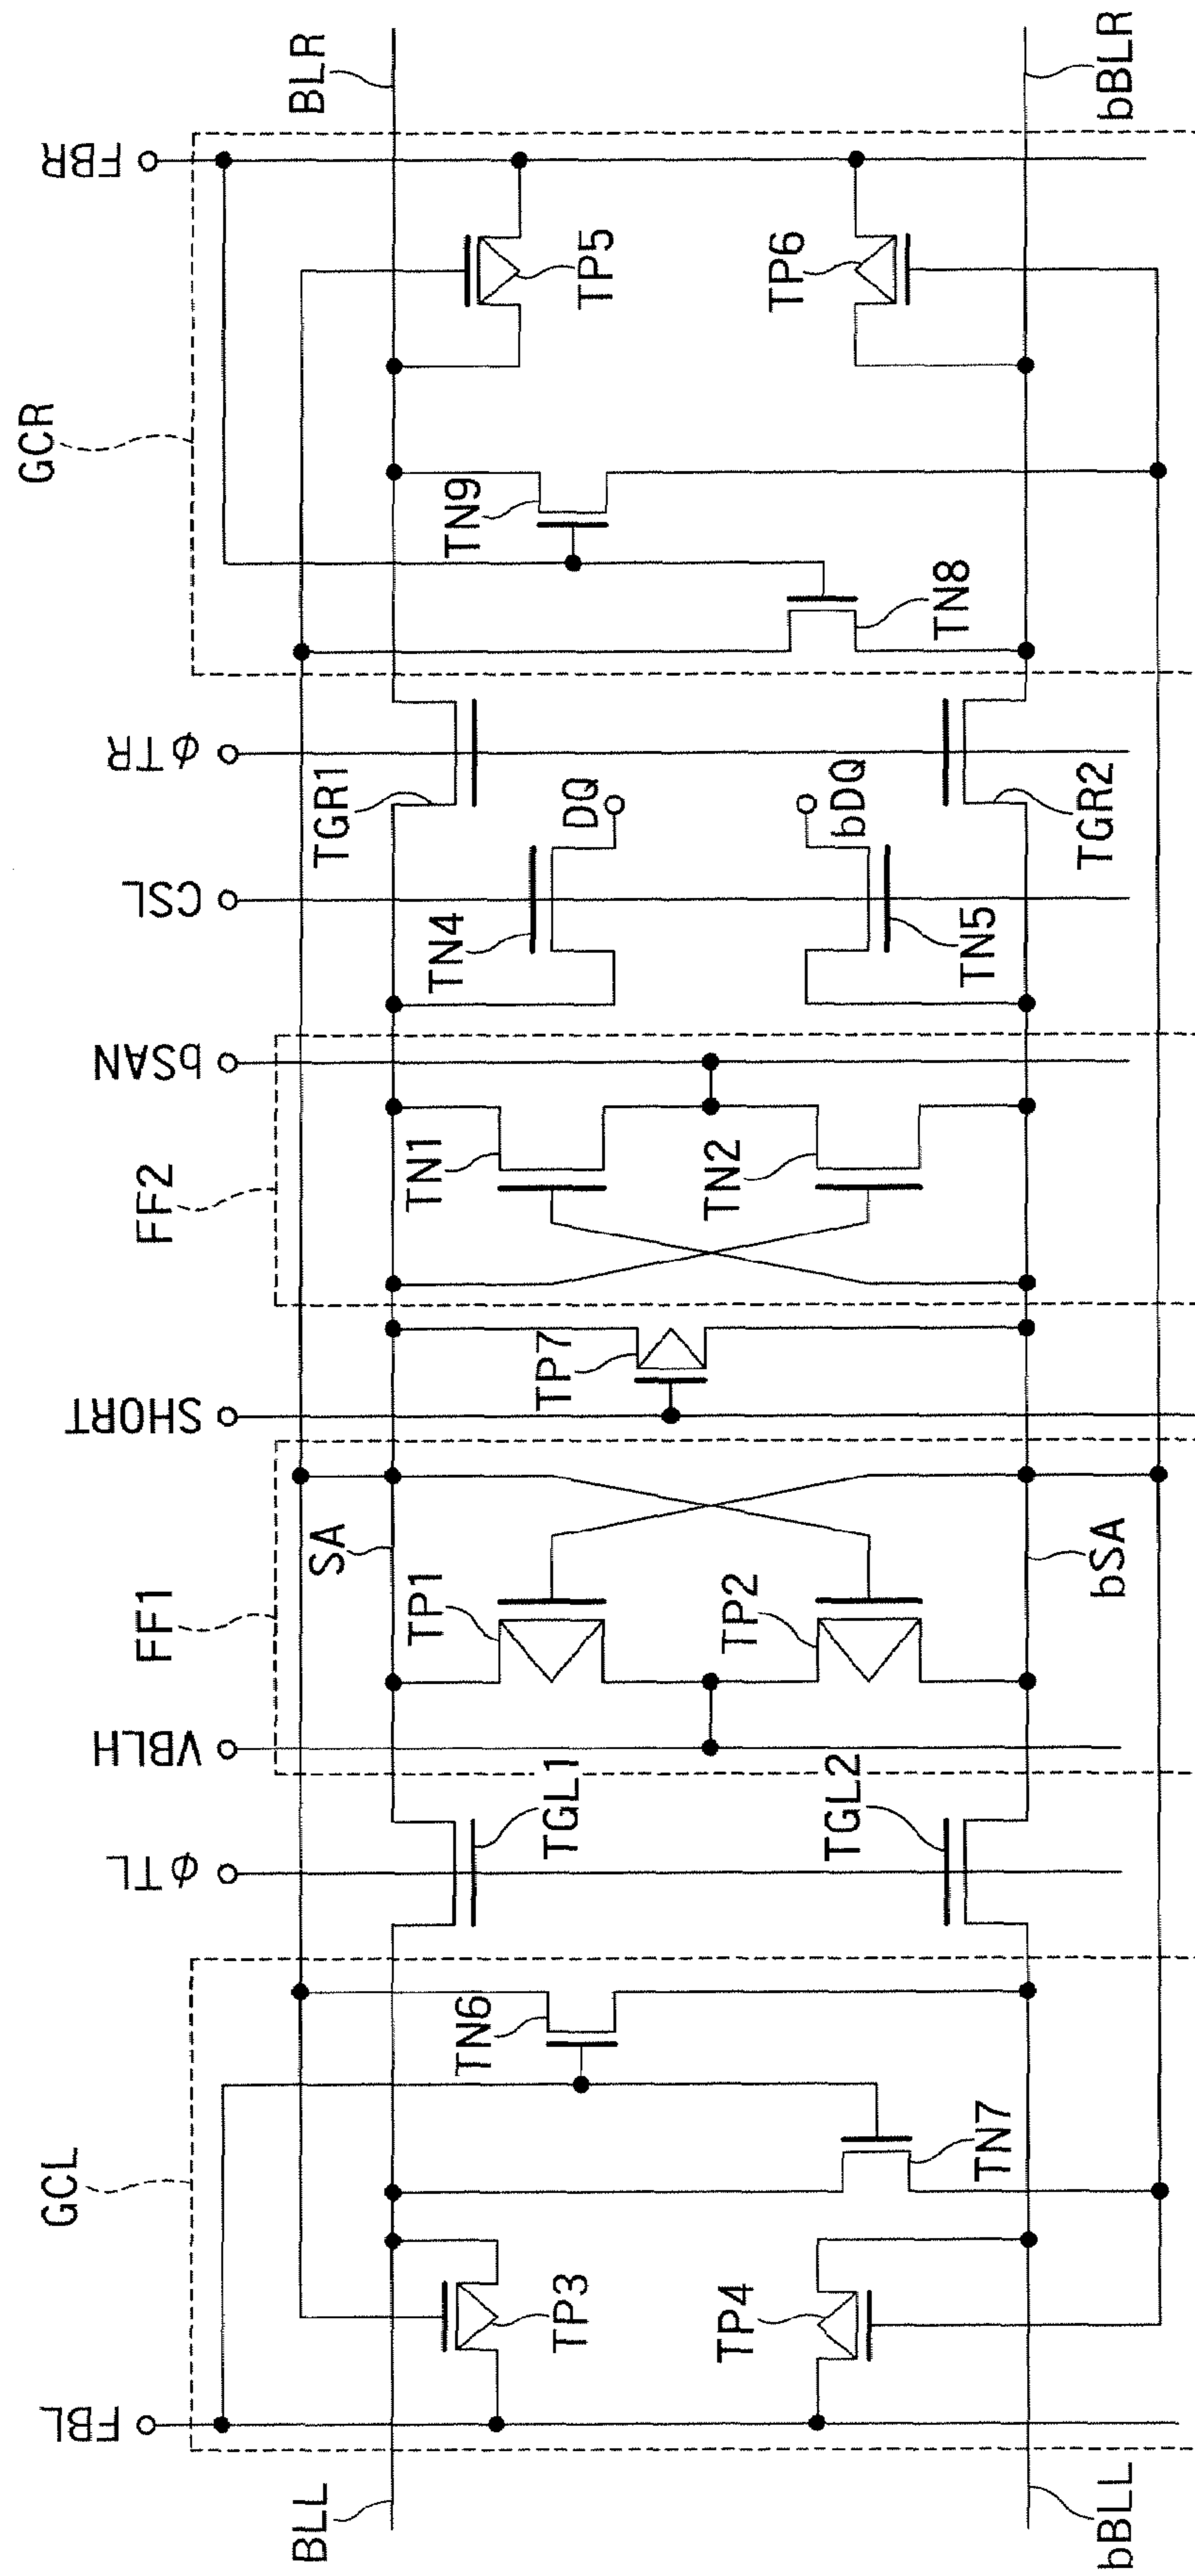 FBR
BLR
bBLR
GCR
TP5
TP6
TN9
TN8
φTR
TGR1
TGR2
DQ
bDQ
CSL
TN4
TN5
bSAN
FF2
TN1
TN2
TP7
SHORT
SA
bSA
FF1
TP1
TP2
VBLH
TGL1
TGL2
φTL
TN6
TN7
GCL
TP3
TP4
FBL
BLL
bBLL